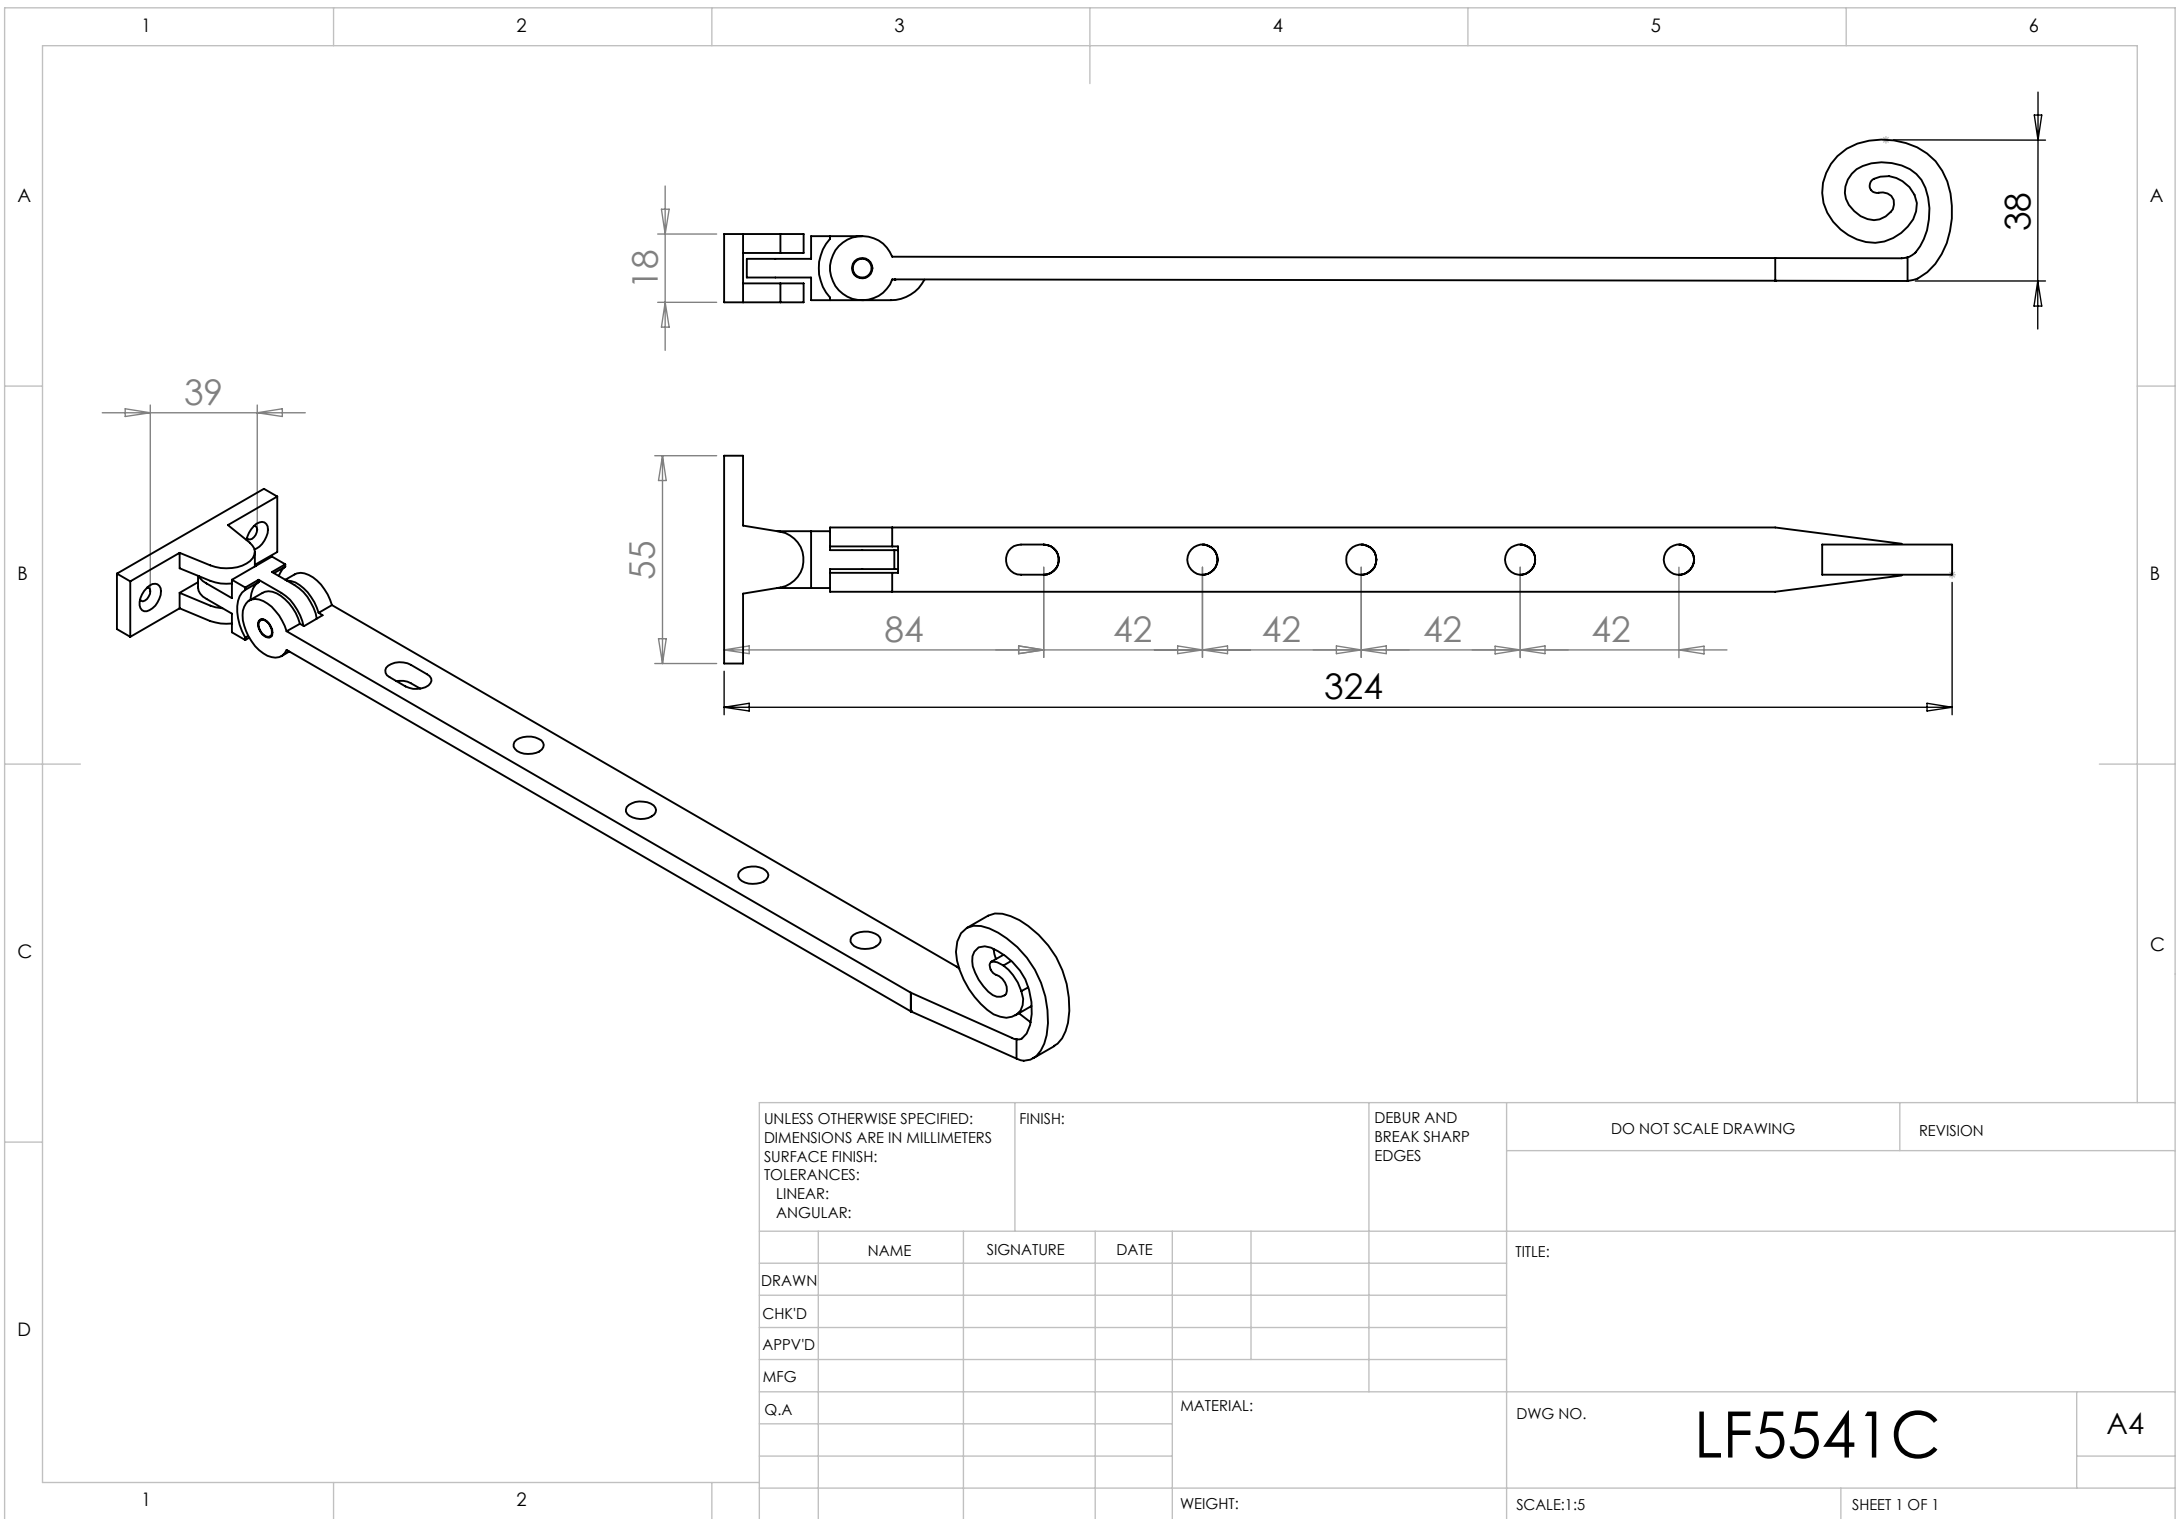 1 2 3 4 5 6
A A
38
18
39
B B
55
84 42 42 42 42
324
C C
UNLESS OTHERWISE SPECIFIED:
DIMENSIONS ARE IN MILLIMETERS
SURFACE FINISH:
TOLERANCES:
LINEAR:
ANGULAR:
FINISH:
DEBUR AND
BREAK SHARP
EDGES
DO NOT SCALE DRAWING
REVISION
NAME SIGNATURE DATE
TITLE:
DRAWN
CHK'D
D
APPV'D
MFG
Q.A
MATERIAL:
DWG NO.
LF5541C
A4
1 2
WEIGHT:
SCALE:1:5
SHEET 1 OF 1